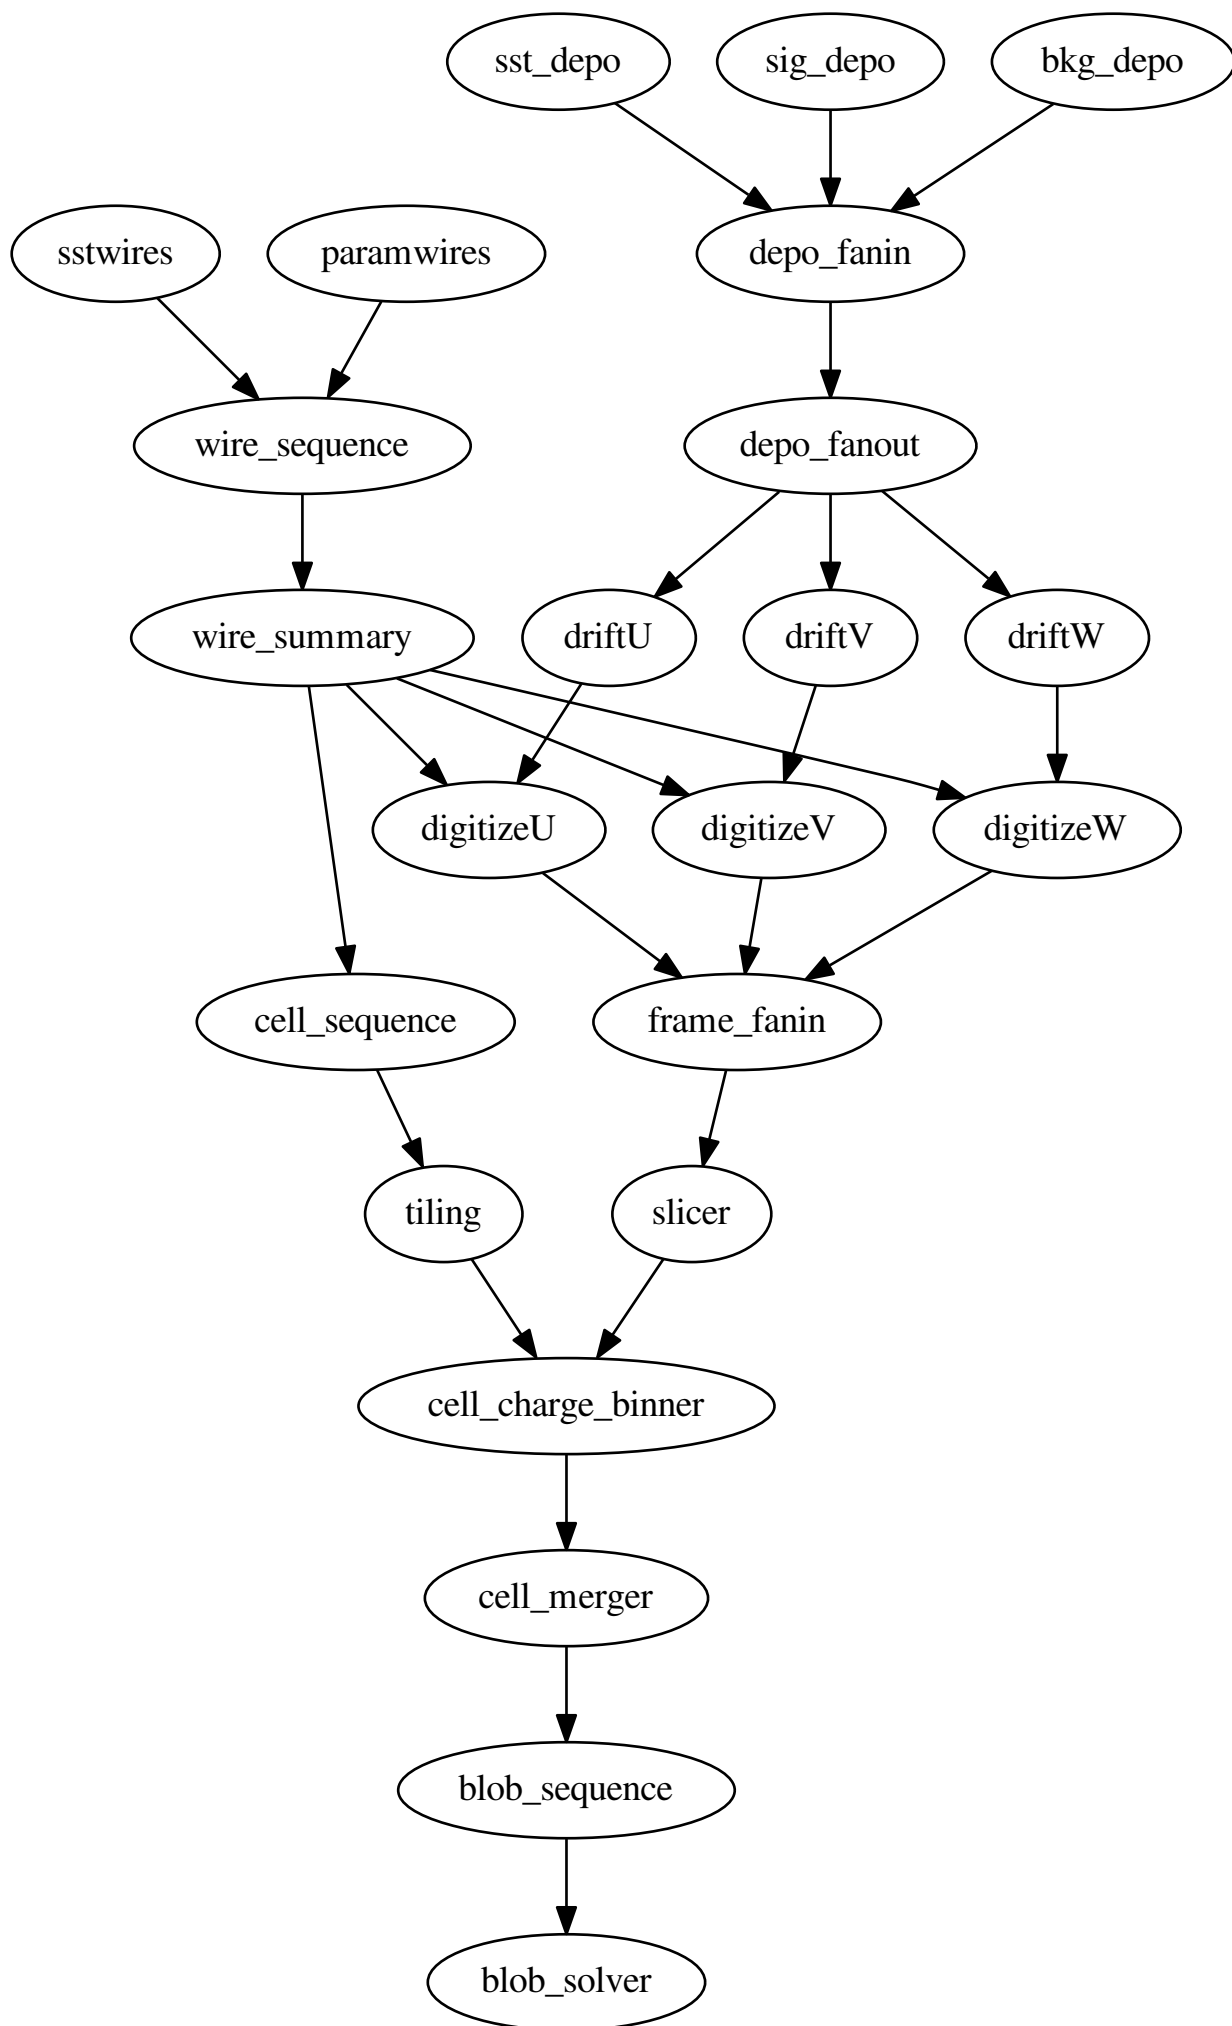 sst_depo
sig_depo
bkg_depo
sstwires
paramwires
depo_fanin
wire_sequence
depo_fanout
wire_summary
driftU
driftV
driftW
digitizeU
digitizeV
digitizeW
cell_sequence
frame_fanin
tiling
slicer
cell_charge_binner
cell_merger
blob_sequence
blob_solver